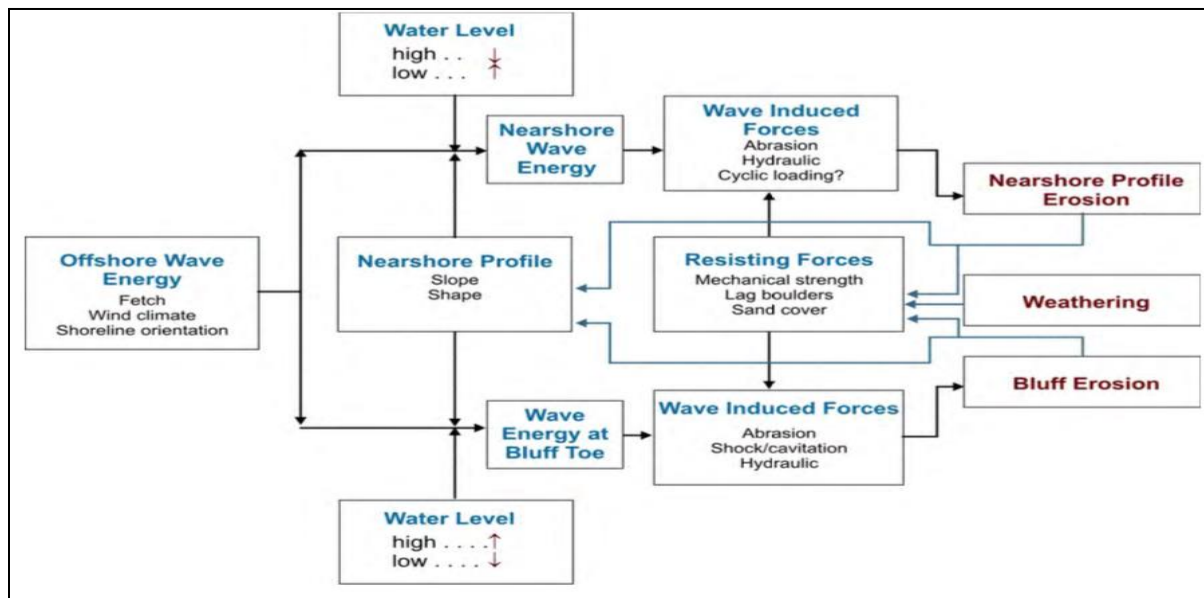 Water Level
high . . ↓
low . . . ↑
Nearshore
Wave
Energy
Wave Induced
Forces
Abrasion
Hydraulic
Cyclic loading?
Nearshore Profile
Erosion
Offshore Wave
Energy
Fetch
Wind climate
Shoreline orientation
Nearshore Profile
Slope
Shape
Resisting Forces
Mechanical strength
Lag boulders
Sand cover
Weathering
Bluff Erosion
Wave
Energy at
Bluff Toe
Wave Induced Forces
Abrasion
Shock/cavitation
Hydraulic
Water Level
high . . . . ↑
low . . . . ↓